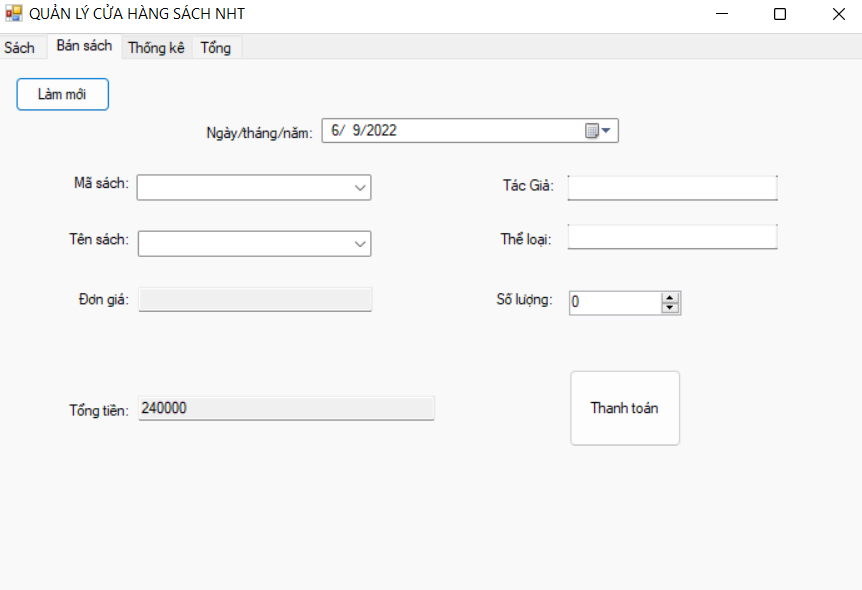 QUẢN LÝ CỬA HÀNG SÁCH NHT
Sách Bán sách Thống kê Tổng
Làm mới
Ngày/tháng/năm: 6/ 9/2022
Mã sách: Tác Giả:
Tên sách: Thể loại:
Đơn giá: Số lượng: 0
Tổng tiền: 240000 Thanh toán